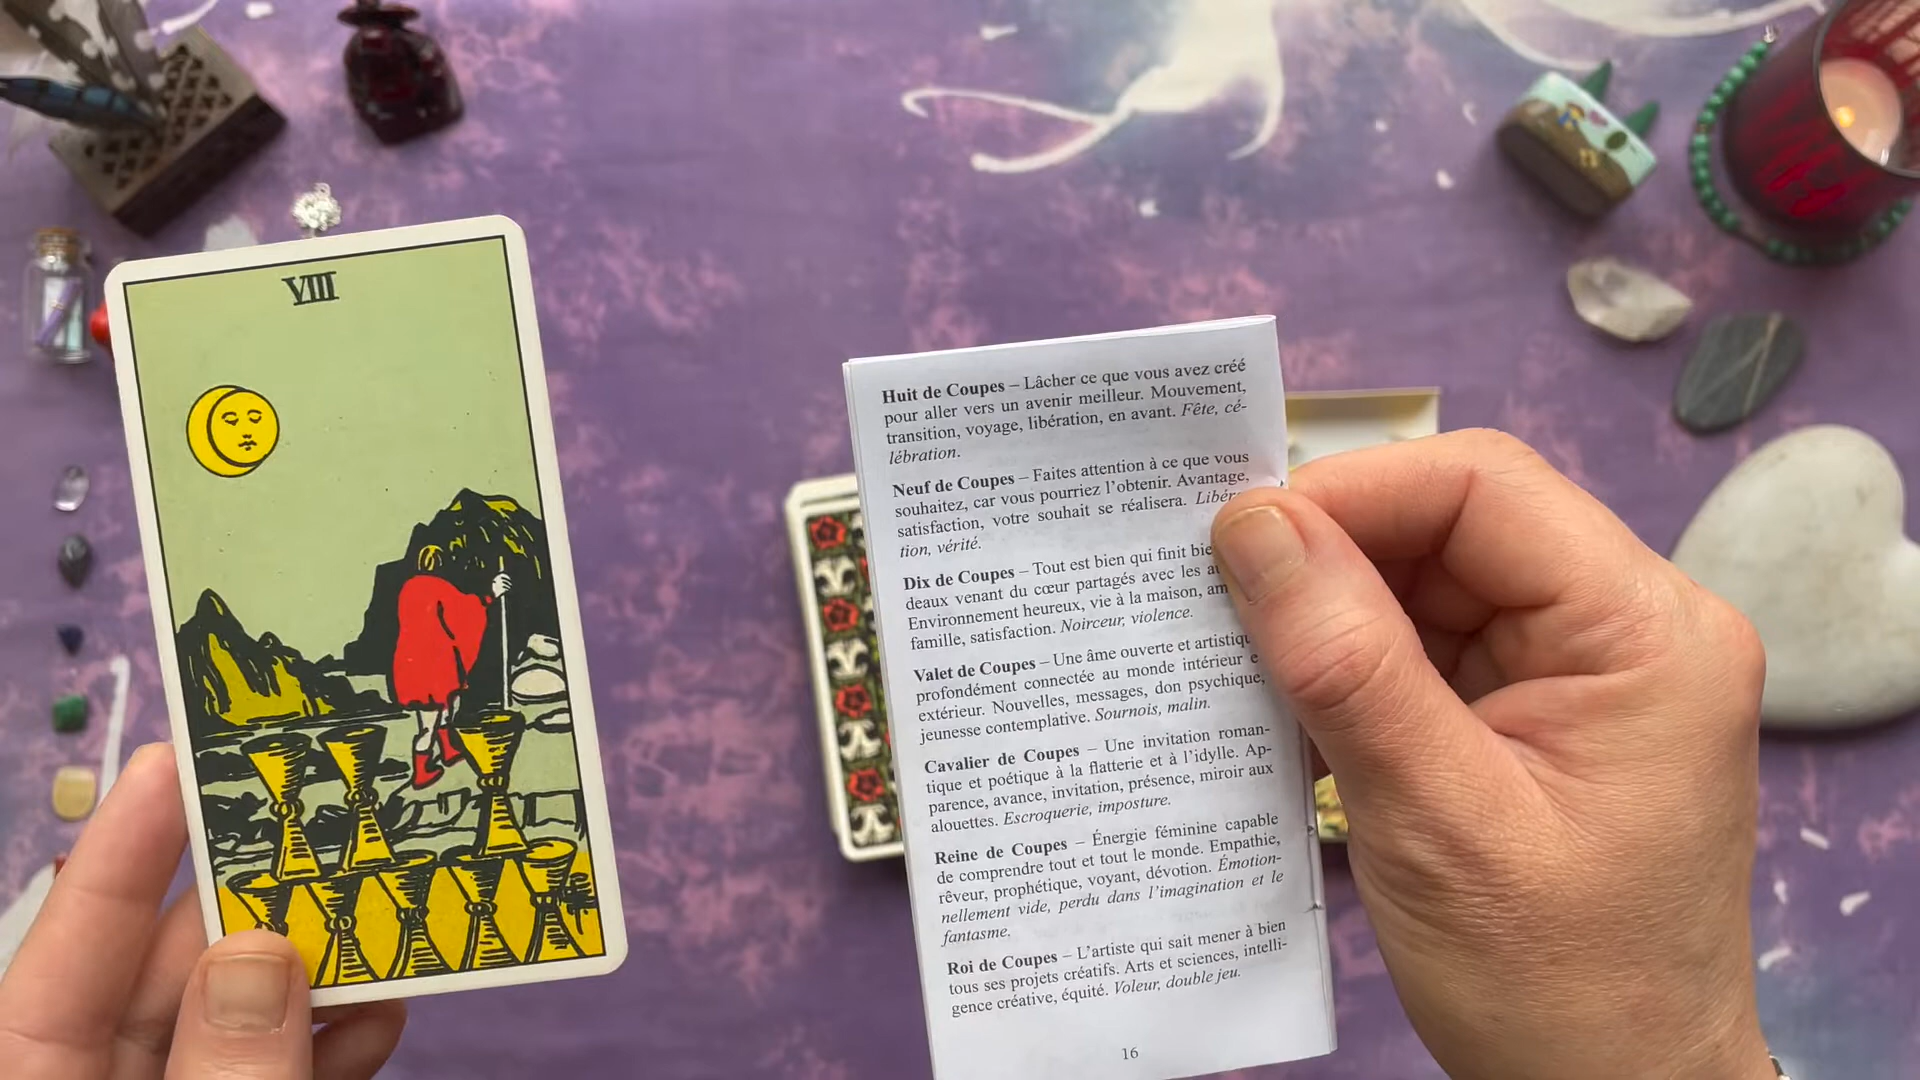 VIII
Huit de Coupes – Lâcher ce que vous avez créé
pour aller vers un avenir meilleur. Mouvement,
transition, voyage, libération, en avant. Fête, cé-
lébration.
Neuf de Coupes – Faites attention à ce que vous
souhaitez, car vous pourriez l’obtenir. Avantage,
satisfaction, votre souhait se réalisera.
tion, vérité.
Dix de Coupes – Tout est bien qui finit
deaux venant du cœur partagés avec les
Environnement heureux, vie à la maison,
famille, satisfaction. Noirceur, violence.
Valet de Coupes – Une âme ouverte et
profondément connectée au monde intérieur
extérieur. Nouvelles, messages, don psychique,
jeunesse contemplative. Sournois, malin.
Cavalier de Coupes – Une invitation roman-
tique et poétique à la flatterie et à l’idylle. Ap-
parence, avance, invitation, présence, miroir aux
alouettes. Escroquerie, imposture.
Reine de Coupes – Énergie féminine capable
de comprendre tout et tout le monde. Empathie,
rêveur, prophétique, voyant, dévotion. Émotion-
nellement vide, perdu dans l’imagination et le
fantasme.
Roi de Coupes – L’artiste qui sait mener à bien
tous ses projets créatifs. Arts et sciences, intelli-
gence créative, équité. Voleur, double jeu.
16